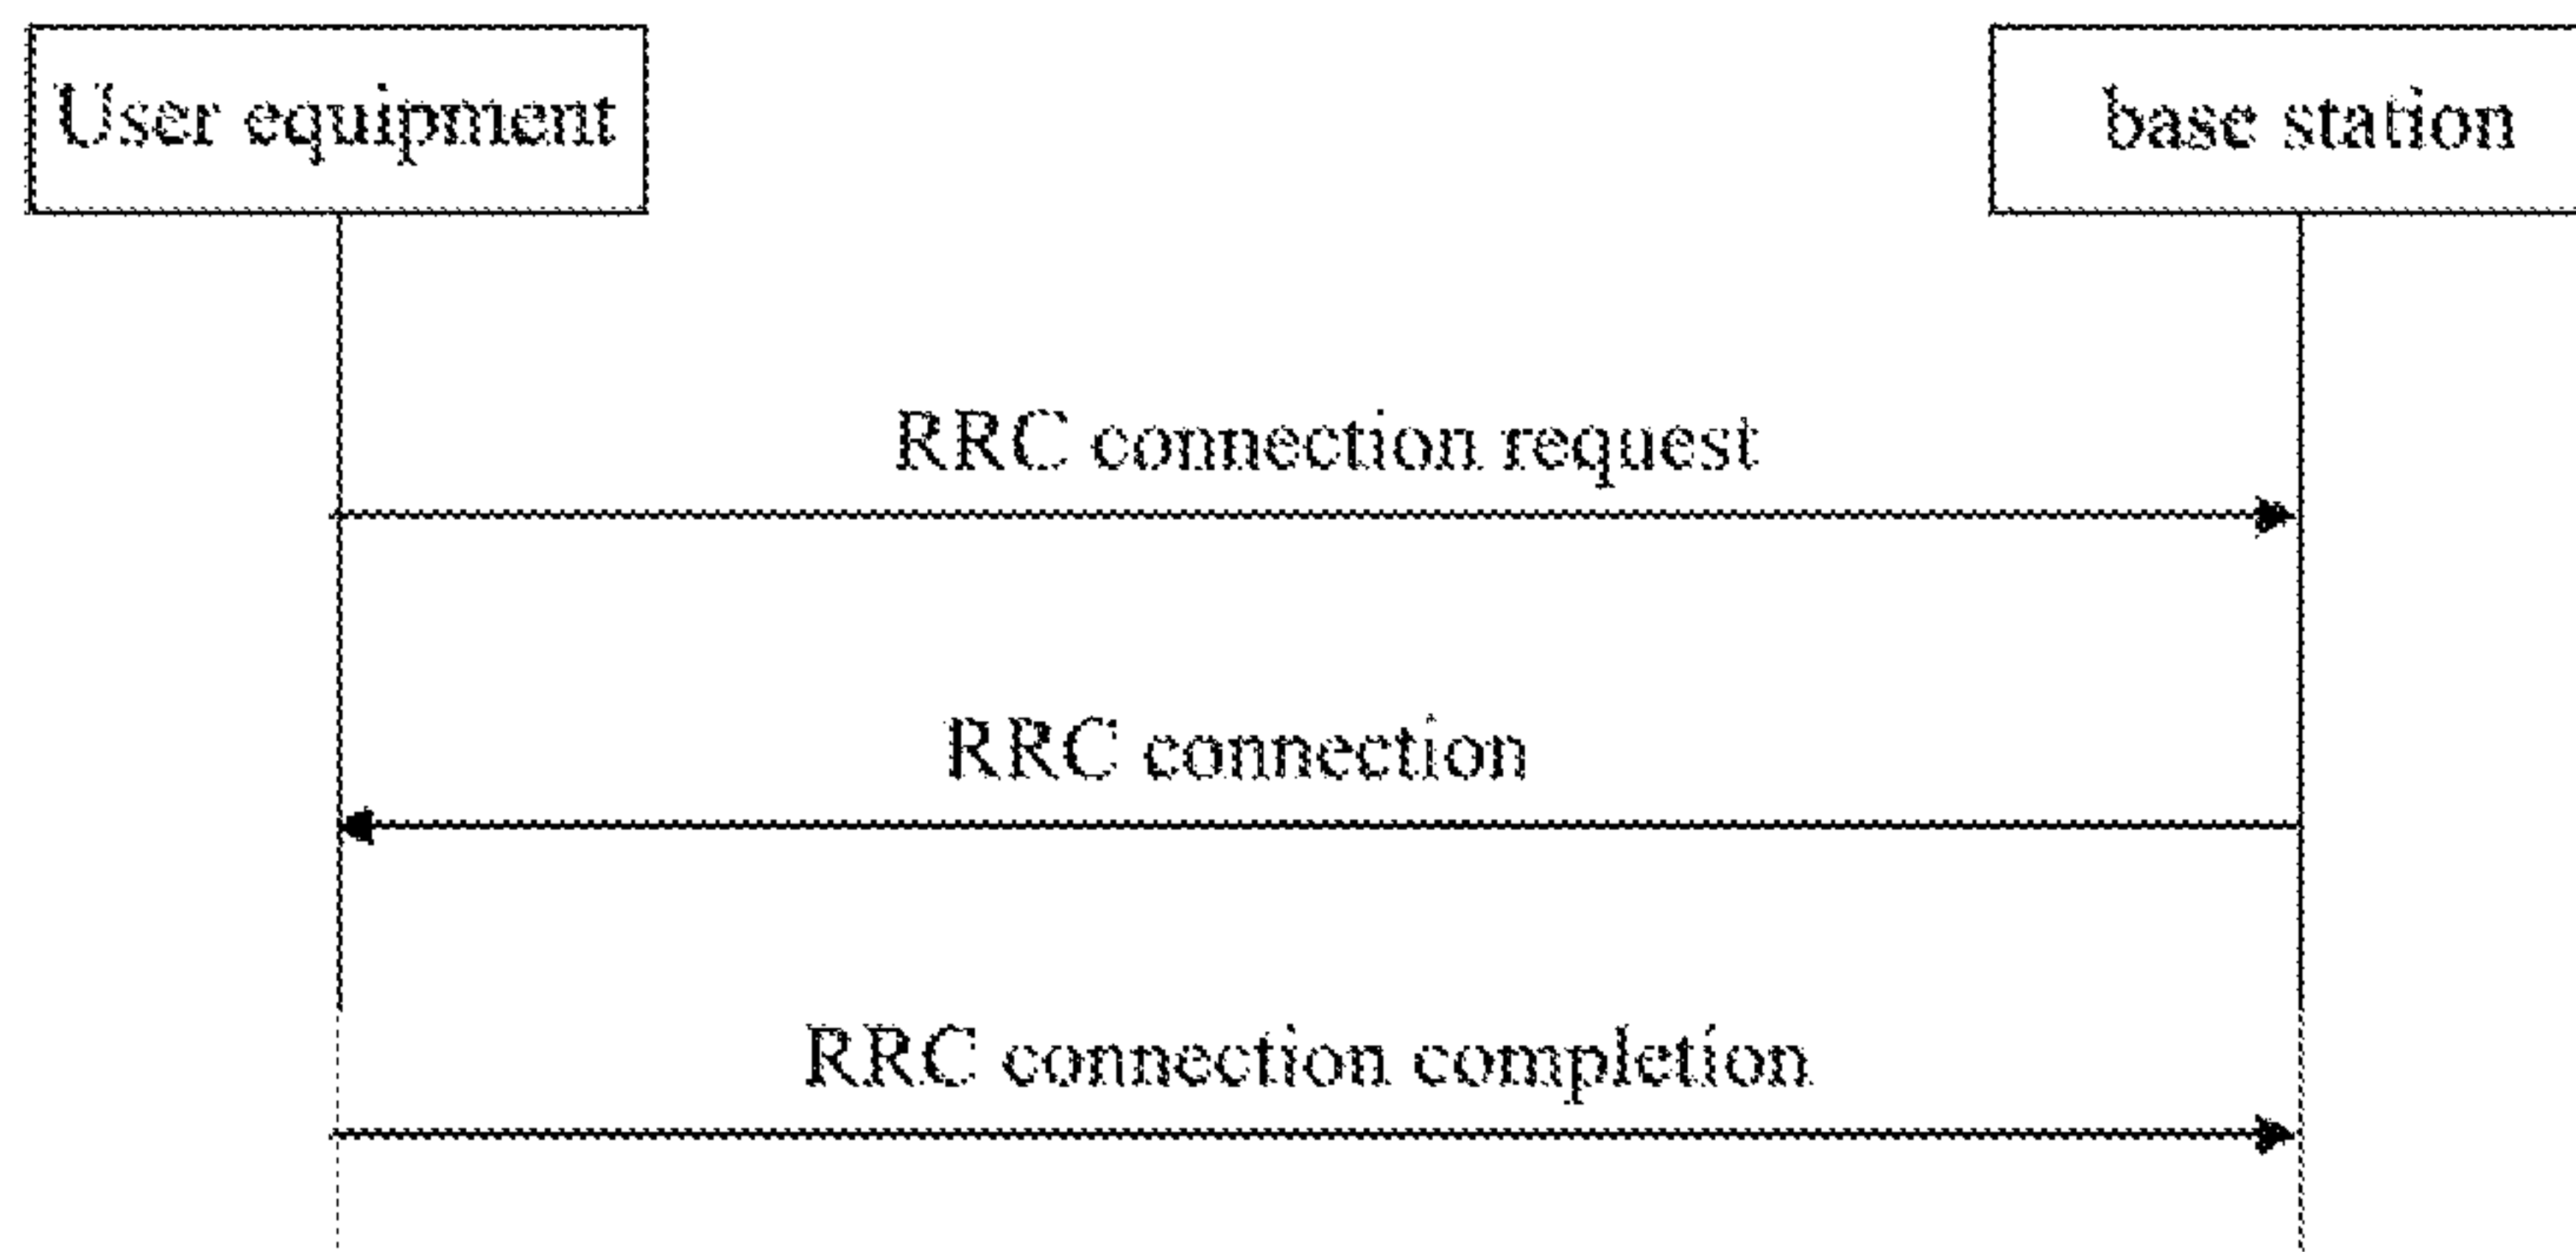 User equipment
base station
RRC connection request
RRC connection
RRC connection completion